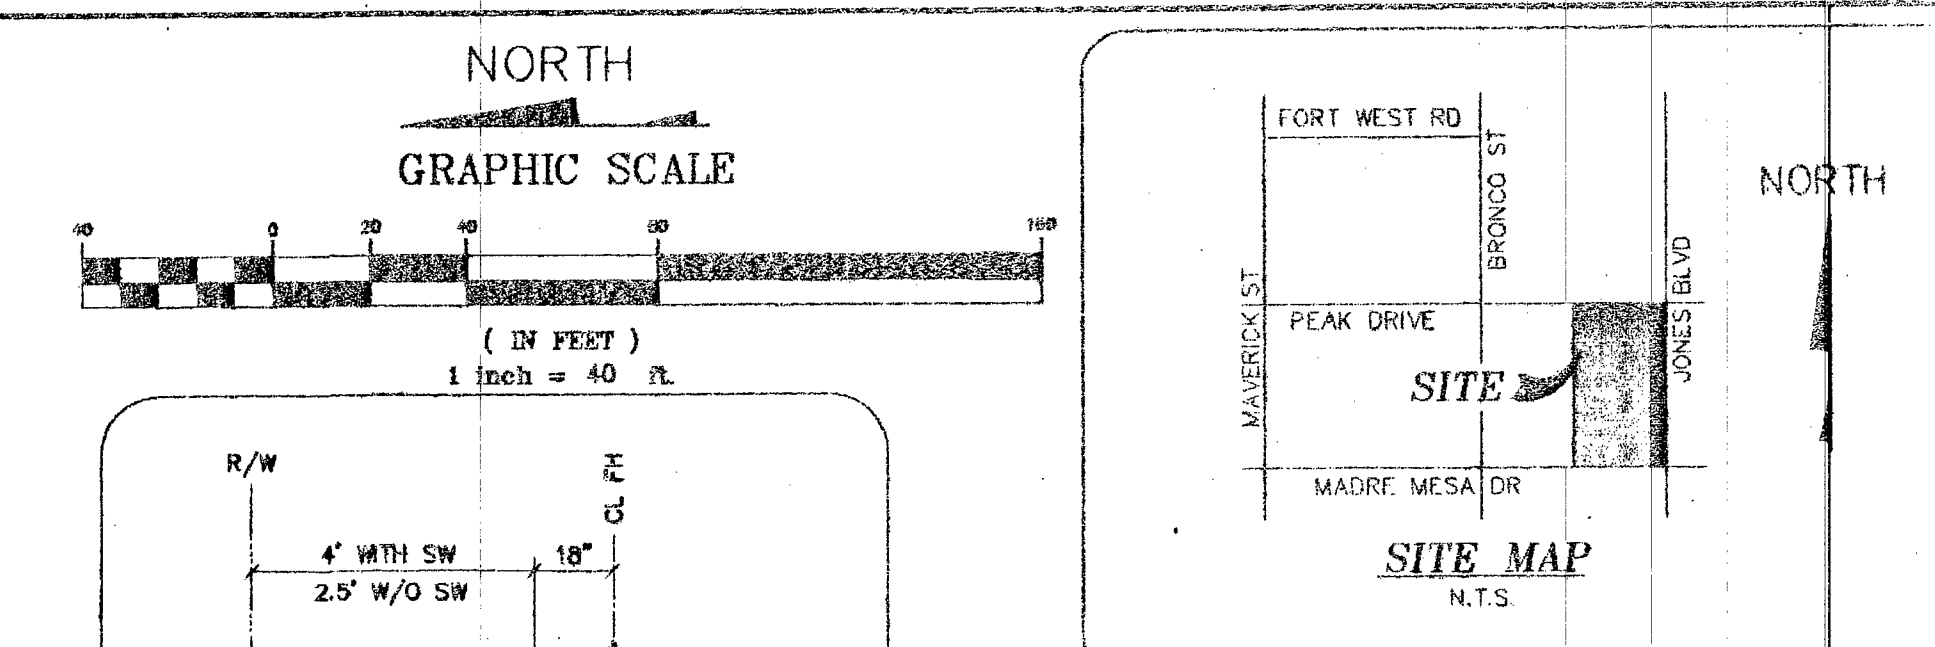 NORTH
GRAPHIC SCALE
40 0 20 40 80 160
( IN FEET )
1 inch = 40 ft.
R/W
CL FH
4' WITH SW
18"
2.5' W/O SW
FORT WEST RD
BRONCO ST
MAVERICK ST
JONES BLVD
PEAK DRIVE
SITE
MADRE MESA DR
SITE MAP
N.T.S.
NORTH